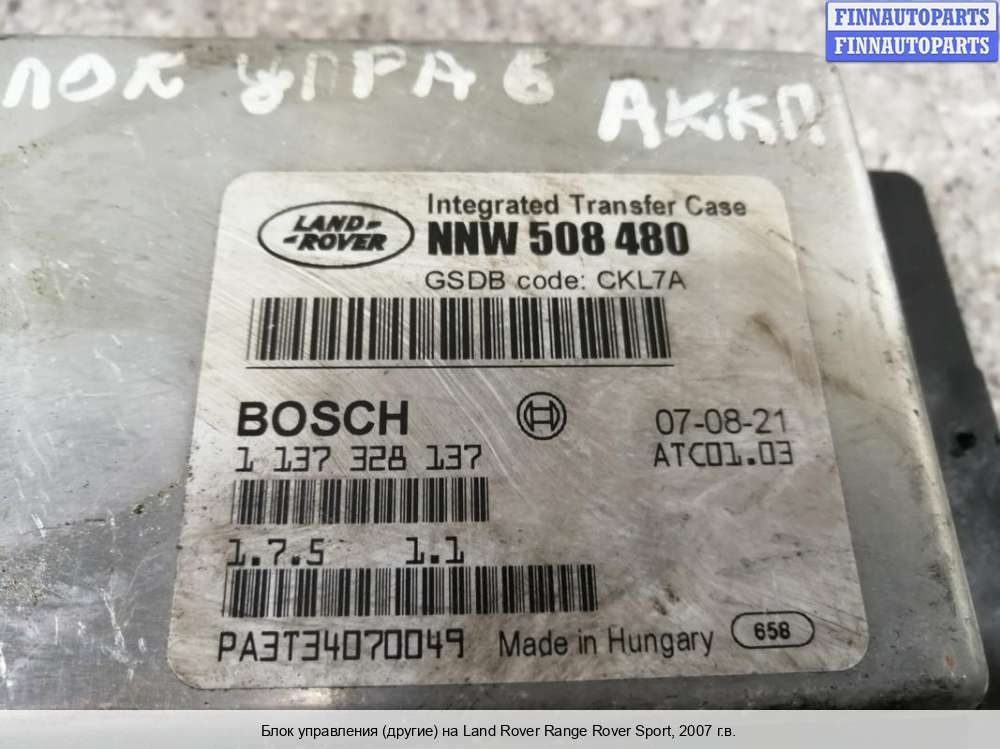 FINNAUTOPARTS
FINNAUTOPARTS
ЛОК УПРАВ
АККП
LAND-
-ROVER
Integrated Transfer Case
NNW 508 480
GSDB code: CKL7A
BOSCH
07-08-21
1 137 328 137
ATC01.03
1.7.5 1.1
PA3T34070049
Made in Hungary
658
Блок управления (другие) на Land Rover Range Rover Sport, 2007 г.в.